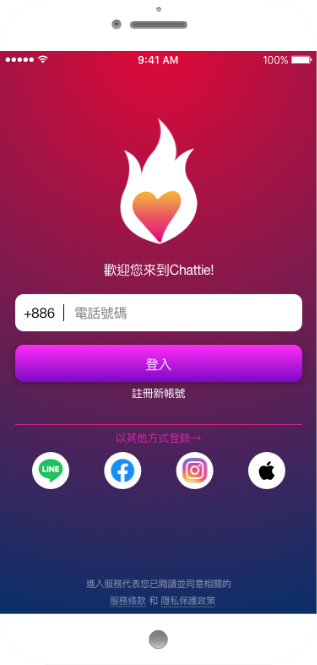 9:41 AM
100%
歡迎您來到Chattie!
+886
電話號碼
登入
註冊新帳號
以其他方式登錄→
LINE
進入服務代表您已閱讀並同意相關的
服務條款 和 隱私保護政策